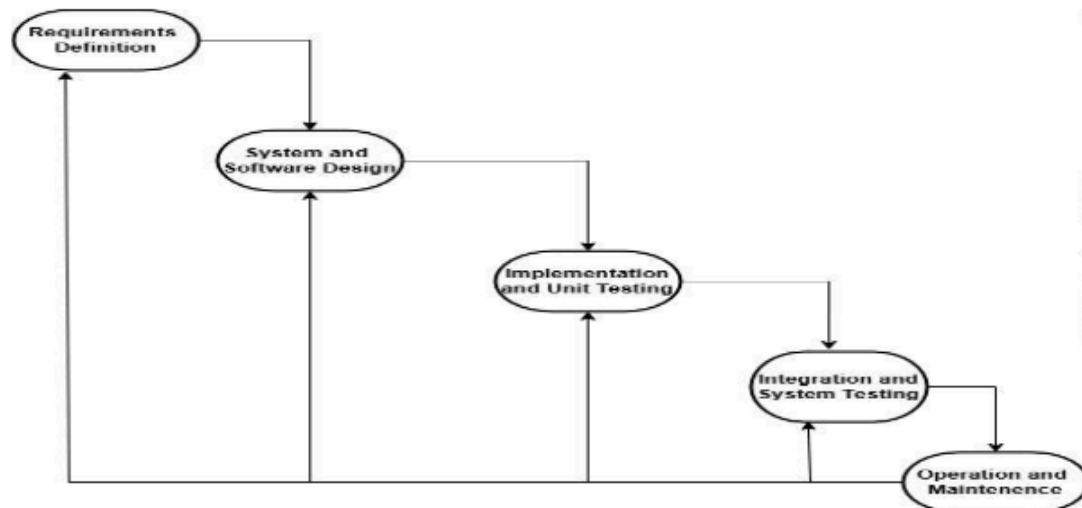 Requirements
Definition
System and
Software Design
Implementation
and Unit Testing
Integration and
System Testing
Operation and
Maintenence